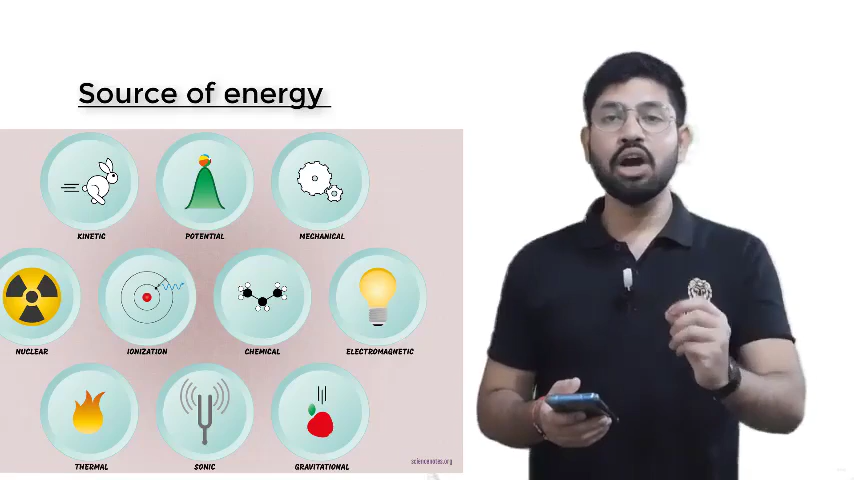 Source of energy
KINETIC
POTENTIAL
MECHANICAL
NUCLEAR
IONIZATION
CHEMICAL
ELECTROMAGNETIC
THERMAL
SONIC
GRAVITATIONAL
sciencenotes.org